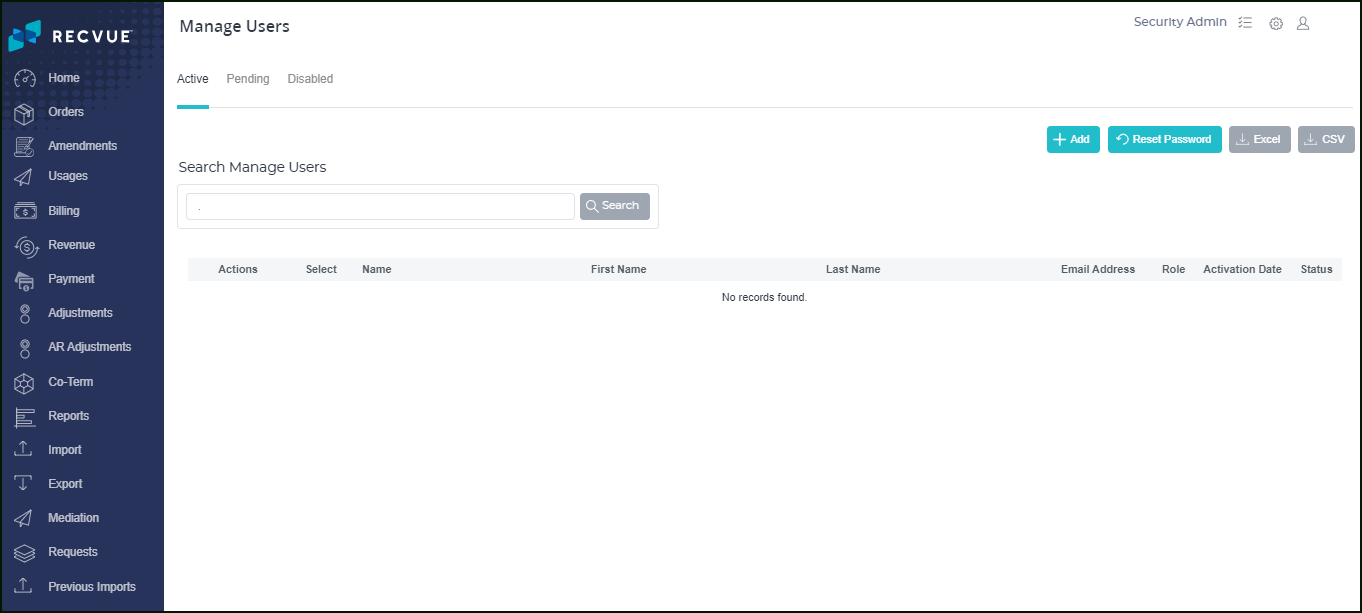 RECVUE
Manage Users
Security Admin
Home
Orders
Amendments
Usages
Billing
Revenue
Payment
Adjustments
AR Adjustments
Co-Term
Reports
Import
Export
Mediation
Requests
Previous Imports
Active Pending Disabled
Add Reset Password Excel CSV
Search Manage Users
. Search
Actions Select Name First Name Last Name Email Address Role Activation Date Status
No records found.